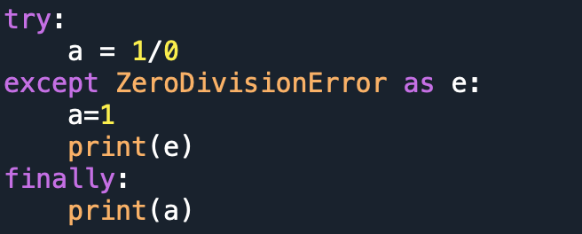 try:
    a = 1/0
except ZeroDivisionError as e:
    a=1
    print(e)
finally:
    print(a)